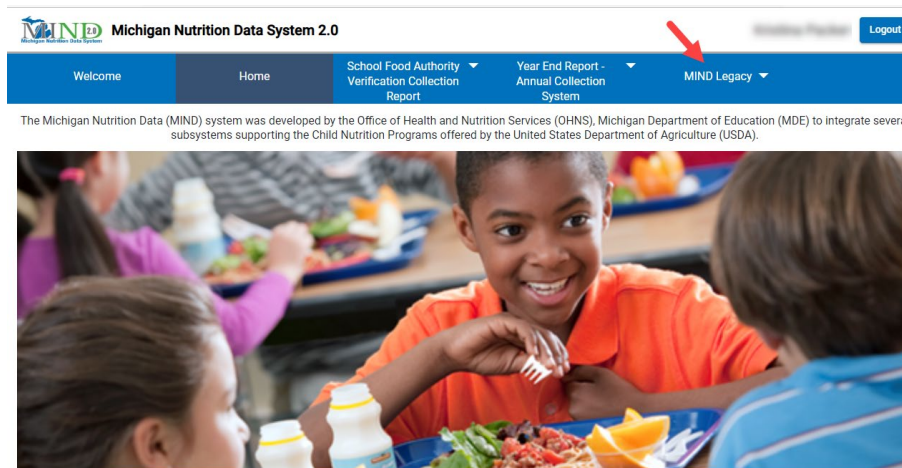 MIND 2.0
Michigan Nutrition Data System
Michigan Nutrition Data System 2.0
Logout
Welcome
Home
School Food Authority
Verification Collection
Report
Year End Report -
Annual Collection
System
MIND Legacy
The Michigan Nutrition Data (MIND) system was developed by the Office of Health and Nutrition Services (OHNS), Michigan Department of Education (MDE) to integrate severa
subsystems supporting the Child Nutrition Programs offered by the United States Department of Agriculture (USDA).